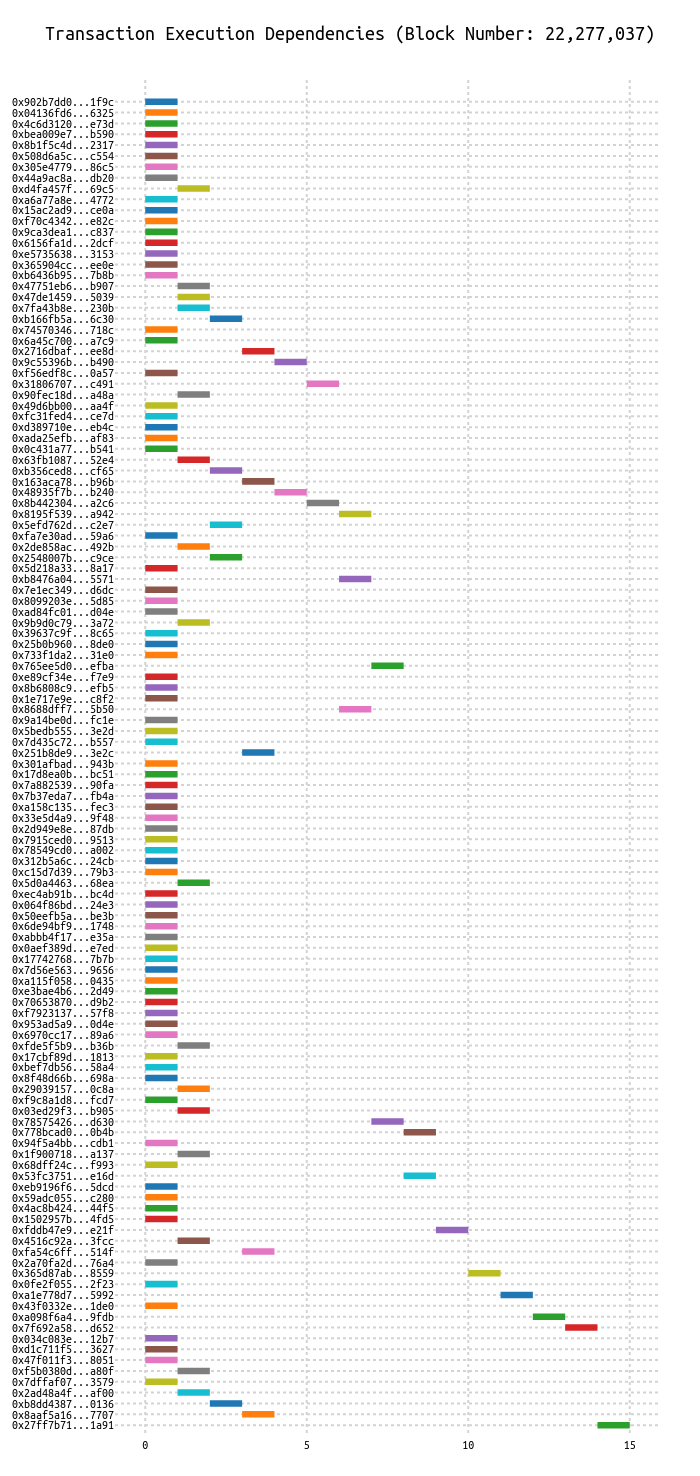 Transaction Execution Dependencies (Block Number: 22,277,037)
0x902b7dd0...1f9c
0x04136fd6...6325
0x4c6d3120...e73d
0xbea009e7...b590
0x8b1f5c4d...2317
0x508d6a5c...c554
0x305e4779...86c5
0x44a9ac8a...db20
0xd4fa457f...69c5
0xa6a77a8e...4772
0x15ac2ad9...ce0a
0xf70c4342...e82c
0x9ca3dea1...c837
0x6156fa1d...2dcf
0xe5735638...3153
0x365904cc...ee0e
0xb6436b95...7b8b
0x47751eb6...b907
0x47de1459...5039
0x7fa43b8e...230b
0xb166fb5a...6c30
0x74570346...718c
0x6a45c700...a7c9
0x2716dbaf...ee8d
0x9c55396b...b490
0xf56edf8c...0a57
0x31806707...c491
0x90fec18d...a48a
0x49d6bb00...aa4f
0xfc31fed4...ce7d
0xd389710e...eb4c
0xada25efb...af83
0x0c431a77...b541
0x63fb1087...52e4
0xb356ced8...cf65
0x163aca78...b96b
0x48935f7b...b240
0x8b442304...a2c6
0x8195f539...a942
0x5efd762d...c2e7
0xfa7e30ad...59a6
0x2de858ac...492b
0x2548007b...c9ce
0x5d218a33...8a17
0xb8476a04...5571
0x7e1ec349...d6dc
0x8099203e...5d85
0xad84fc01...d04e
0x9b9d0c79...3a72
0x39637c9f...8c65
0x25b0b960...8de0
0x733f1da2...31e0
0x765ee5d0...efba
0xe89cf34e...f7e9
0x8b6808c9...efb5
0x1e717e9e...c8f2
0x8688dff7...5b50
0x9a14be0d...fc1e
0x5bedb555...3e2d
0x7d435c72...b557
0x251b8de9...3e2c
0x301afbad...943b
0x17d8ea0b...bc51
0x7a882539...90fa
0x7b37eda7...fb4a
0xa158c135...fec3
0x33e5d4a9...9f48
0x2d949e8e...87db
0x7915ced0...9513
0x78549cd0...a002
0x312b5a6c...24cb
0xc15d7d39...79b3
0x5d0a4463...68ea
0xec4ab91b...bc4d
0x064f86bd...24e3
0x50eefb5a...be3b
0x6de94bf9...1748
0xabbb4f17...e35a
0x0aef389d...e7ed
0x17742768...7b7b
0x7d56e563...9656
0xa115f058...0435
0xe3bae4b6...2d49
0x70653870...d9b2
0xf7923137...57f8
0x953ad5a9...0d4e
0x6970cc17...89a6
0xfde5f5b9...b36b
0x17cbf89d...1813
0xbef7db56...58a4
0x8f48d66b...698a
0x29039157...0c8a
0xf9c8a1d8...fcd7
0x03ed29f3...b905
0x78575426...d630
0x778bcad0...0b4b
0x94f5a4bb...cdb1
0x1f900718...a137
0x68dff24c...f993
0x53fc3751...e16d
0xeb9196f6...5dcd
0x59adc055...c280
0x4ac8b424...44f5
0x1502957b...4fd5
0xfddb47e9...e21f
0x4516c92a...3fcc
0xfa54c6ff...514f
0x2a70fa2d...76a4
0x365d87ab...8559
0x0fe2f055...2f23
0xa1e778d7...5992
0x43f0332e...1de0
0xa098f6a4...9fdb
0x7f692a58...d652
0x034c083e...12b7
0xd1c711f5...3627
0x47f011f3...8051
0xf5b0380d...a80f
0x7dffaf07...3579
0x2ad48a4f...af00
0xb8dd4387...0136
0x8aaf5a16...7707
0x27ff7b71...1a91
0 5 10 15